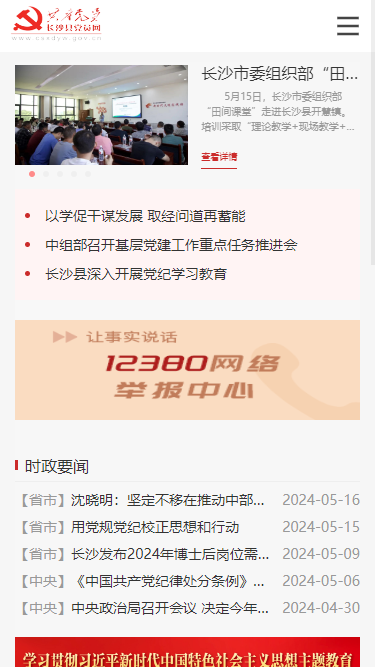 长沙县党员网
长沙市委组织部“田...
5月15日，长沙市委组织部
“田间课堂”走进长沙县开慧镇。
培训采取“理论教学+现场教学+...
查看详情
以学促干谋发展 取经问道再蓄能
中组部召开基层党建工作重点任务推进会
长沙县深入开展党纪学习教育
让事实说话
12380网络
举报中心
时政要闻
【省市】沈晓明：坚定不移在推动中部... 2024-05-16
【省市】用党规党纪校正思想和行动 2024-05-15
【省市】长沙发布2024年博士后岗位需... 2024-05-09
【中央】《中国共产党纪律处分条例》... 2024-05-06
【中央】中央政治局召开会议 决定今年... 2024-04-30
学习贯彻习近平新时代中国特色社会主义思想主题教育